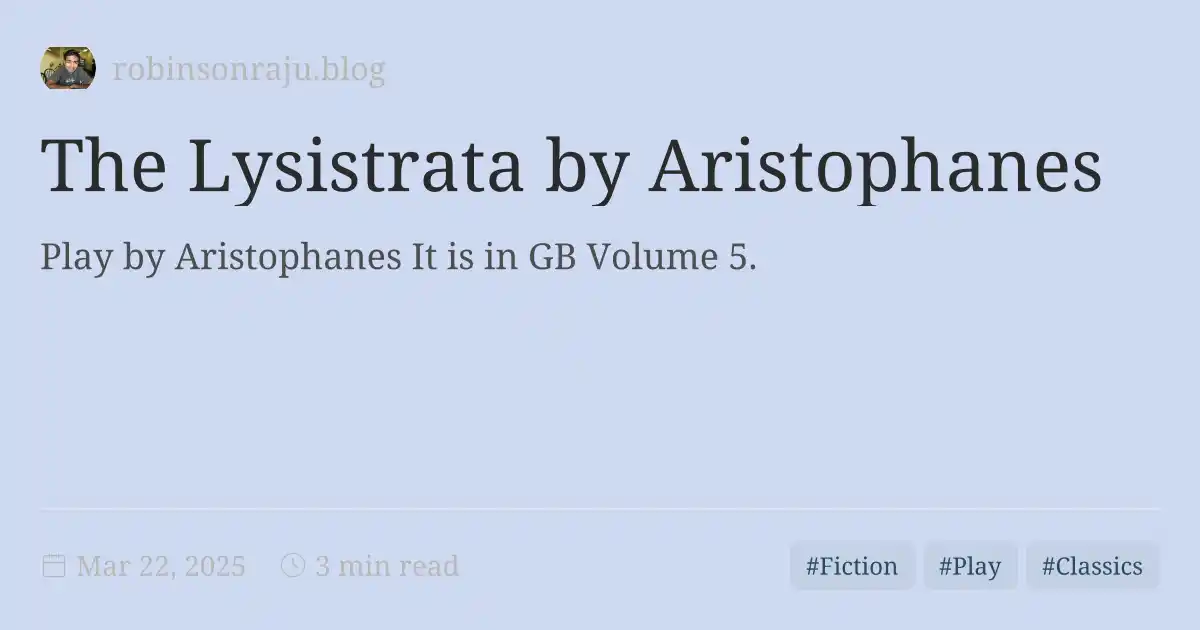 robinsonraju.blog
The Lysistrata by Aristophanes
Play by Aristophanes It is in GB Volume 5.
Mar 22, 2025 3 min read #Fiction #Play #Classics